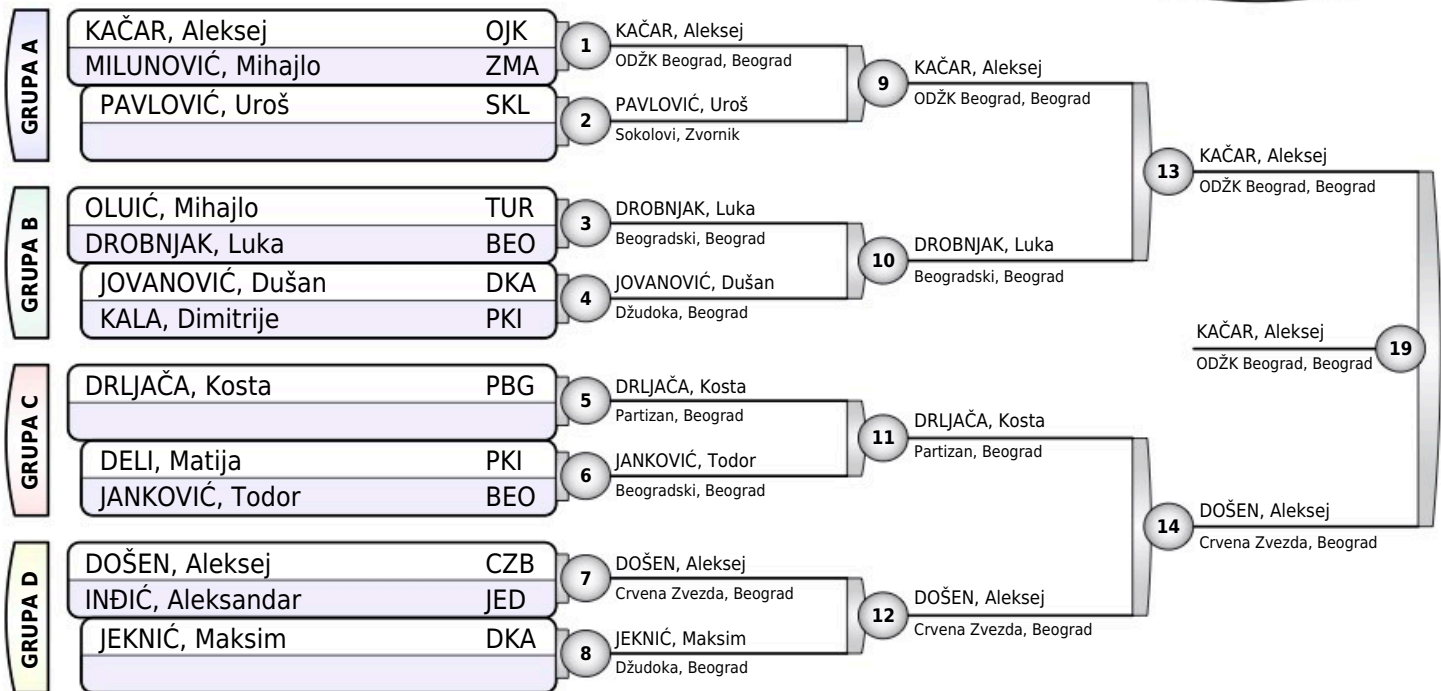 GRUPA A
KAČAR, Aleksej OJK
MILUNOVIĆ, Mihajlo ZMA
PAVLOVIĆ, Uroš SKL
GRUPA B
OLUIĆ, Mihajlo TUR
DROBNJAK, Luka BEO
JOVANOVIĆ, Dušan DKA
KALA, Dimitrije PKI
GRUPA C
DRLJAČA, Kosta PBG
DELI, Matija PKI
JANKOVIĆ, Todor BEO
GRUPA D
DOŠEN, Aleksej CZB
INĐIĆ, Aleksandar JED
JEKNIĆ, Maksim DKA
1
KAČAR, Aleksej
ODŽK Beograd, Beograd
2
PAVLOVIĆ, Uroš
Sokolovi, Zvornik
3
DROBNJAK, Luka
Beogradski, Beograd
4
JOVANOVIĆ, Dušan
Džudoka, Beograd
5
DRLJAČA, Kosta
Partizan, Beograd
6
JANKOVIĆ, Todor
Beogradski, Beograd
7
DOŠEN, Aleksej
Crvena Zvezda, Beograd
8
JEKNIĆ, Maksim
Džudoka, Beograd
9
KAČAR, Aleksej
ODŽK Beograd, Beograd
10
DROBNJAK, Luka
Beogradski, Beograd
11
DRLJAČA, Kosta
Partizan, Beograd
12
DOŠEN, Aleksej
Crvena Zvezda, Beograd
13
KAČAR, Aleksej
ODŽK Beograd, Beograd
14
DOŠEN, Aleksej
Crvena Zvezda, Beograd
KAČAR, Aleksej
ODŽK Beograd, Beograd
19